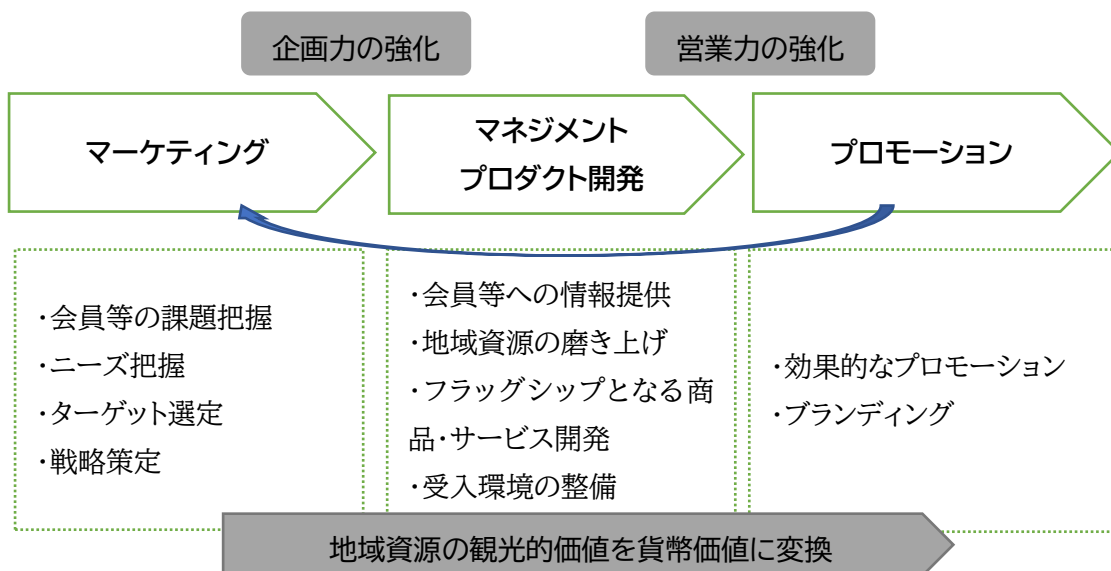 企画力の強化
営業力の強化
マーケティング
マネジメント
プロダクト開発
プロモーション
・会員等の課題把握
・ニーズ把握
・ターゲット選定
・戦略策定
・会員等への情報提供
・地域資源の磨き上げ
・フラッグシップとなる商
品・サービス開発
・受入環境の整備
・効果的なプロモーション
・ブランディング
地域資源の観光的価値を貨幣価値に変換